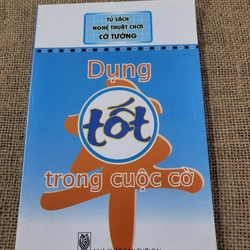 TỦ SÁCH
NGHỆ THUẬT CHƠI
CỜ TƯỚNG
Dụng
tốt
trong cuộc cờ